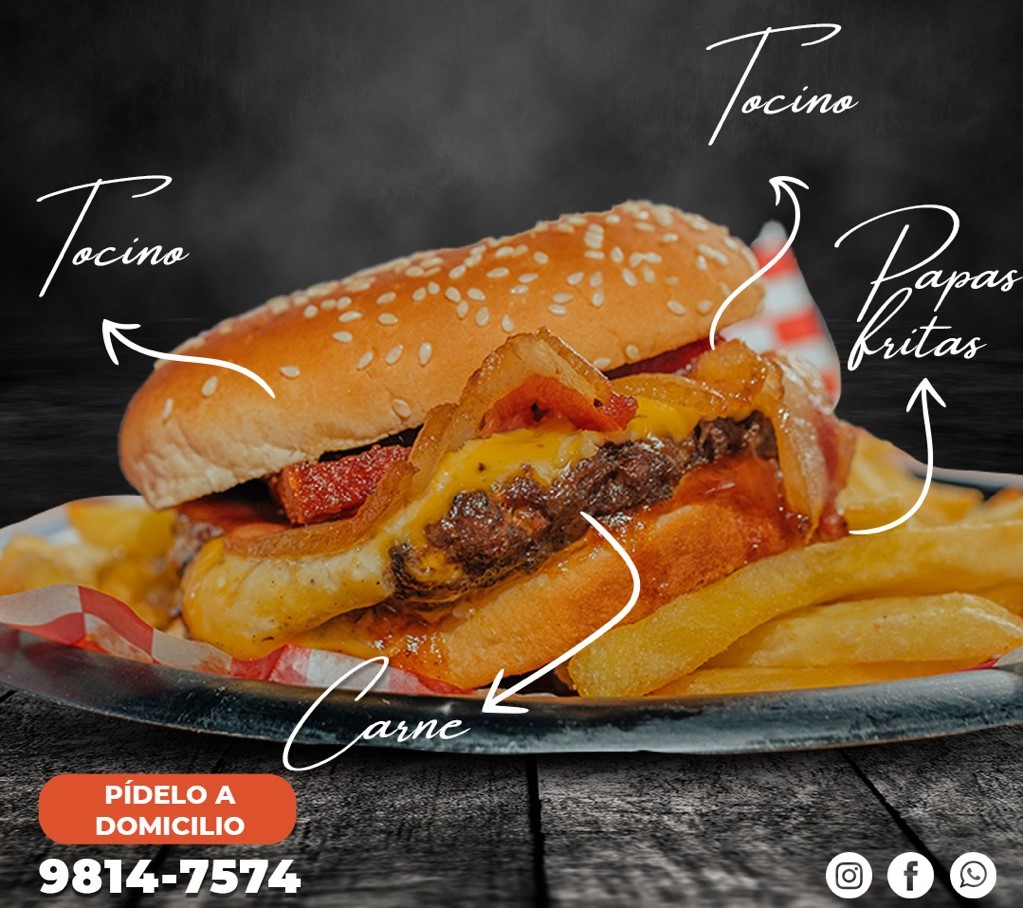 Tocino
Tocino
Papas
fritas
Carne
PÍDELO A
DOMICILIO
9814-7574